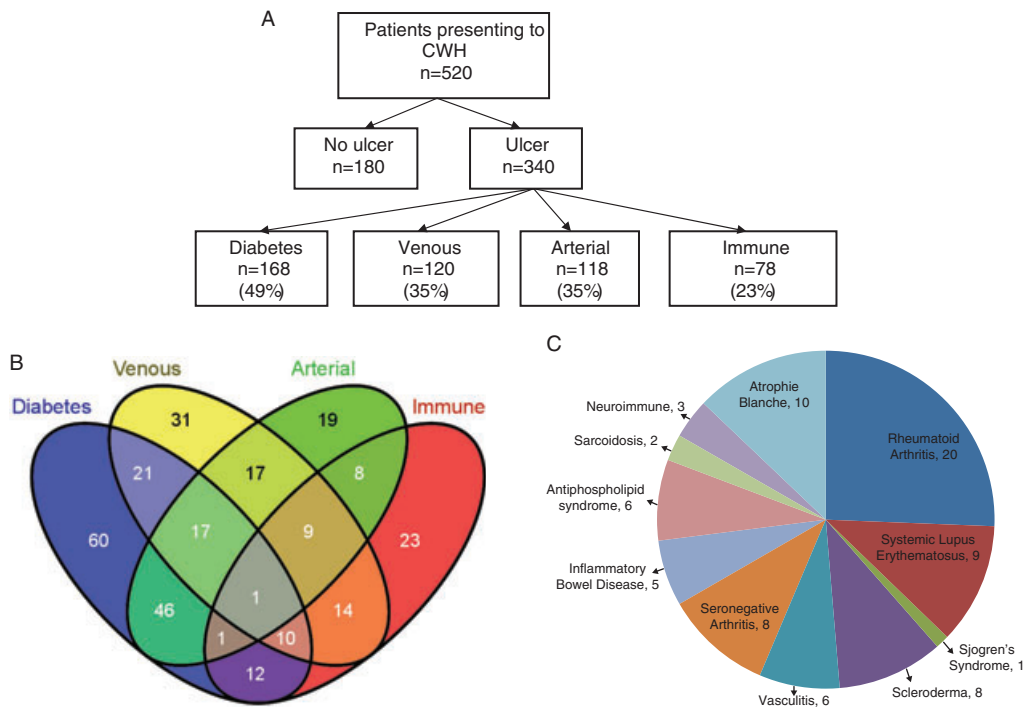 A
Patients presenting to
CWH
n=520
No ulcer
n=180
Ulcer
n=340
Diabetes
n=168
(49%)
Venous
n=120
(35%)
Arterial
n=118
(35%)
Immune
n=78
(23%)
B
Venous
Arterial
Diabetes
Immune
31
19
21
17
8
60
17
9
23
46
1
14
1
10
12
C
Atrophie
Blanche, 10
Neuroimmune, 3
Sarcoidosis, 2
Antiphospholipid
syndrome, 6
Inflammatory
Bowel Disease, 5
Seronegative
Arthritis, 8
Vasculitis, 6
Scleroderma, 8
Sjogren's
Syndrome, 1
Systemic Lupus
Erythematosus, 9
Rheumatoid
Arthritis, 20